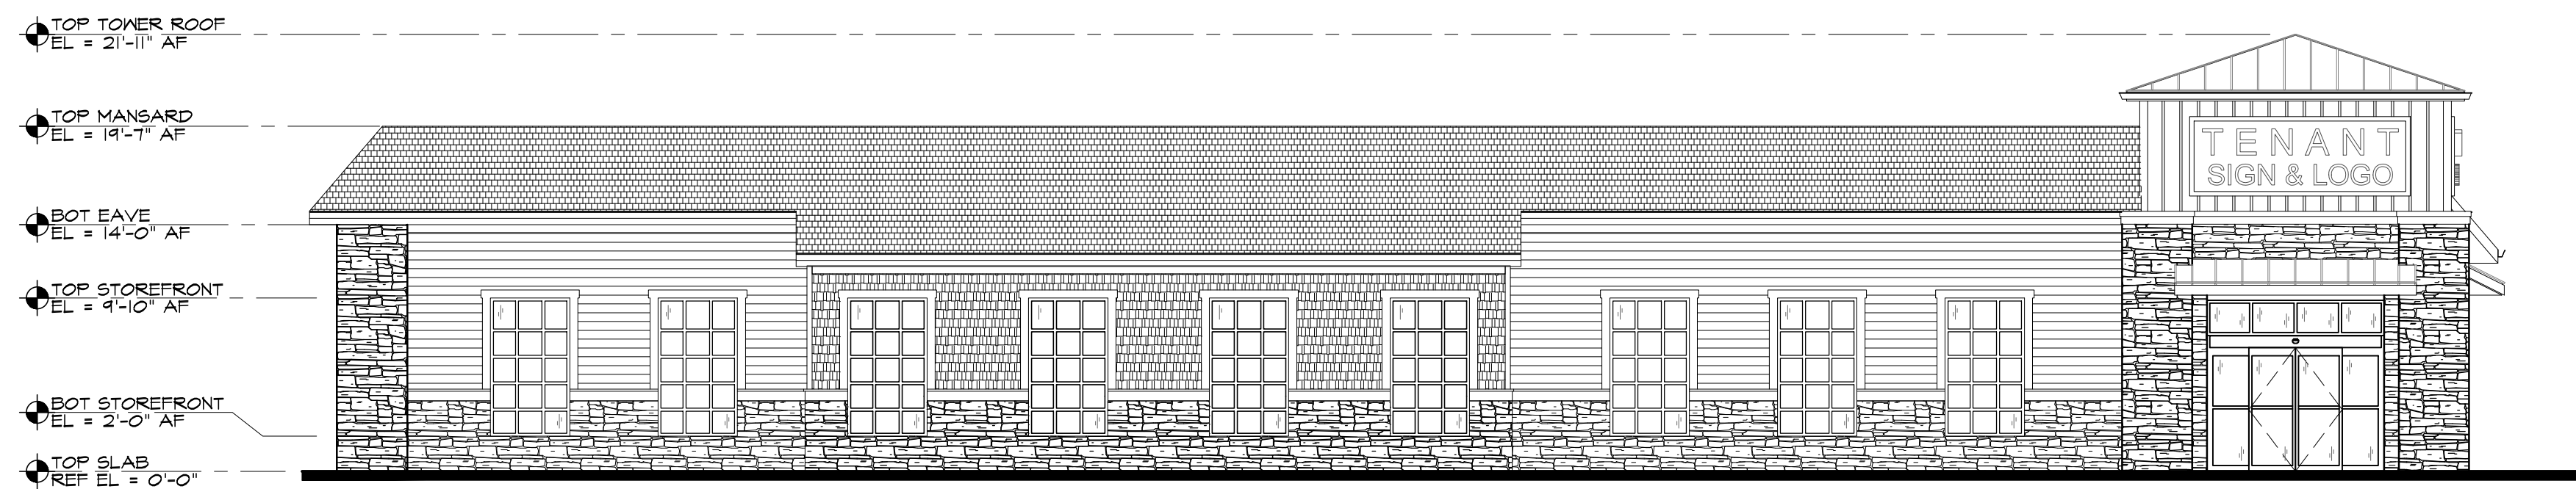 TOP TOWER ROOF
EL = 21'-11" AF
TOP MANSARD
EL = 19'-7" AF
TENANT
SIGN & LOGO
BOT EAVE
EL = 14'-0" AF
TOP STOREFRONT
EL = 9'-10" AF
BOT STOREFRONT
EL = 2'-0" AF
TOP SLAB
REF EL = 0'-0"